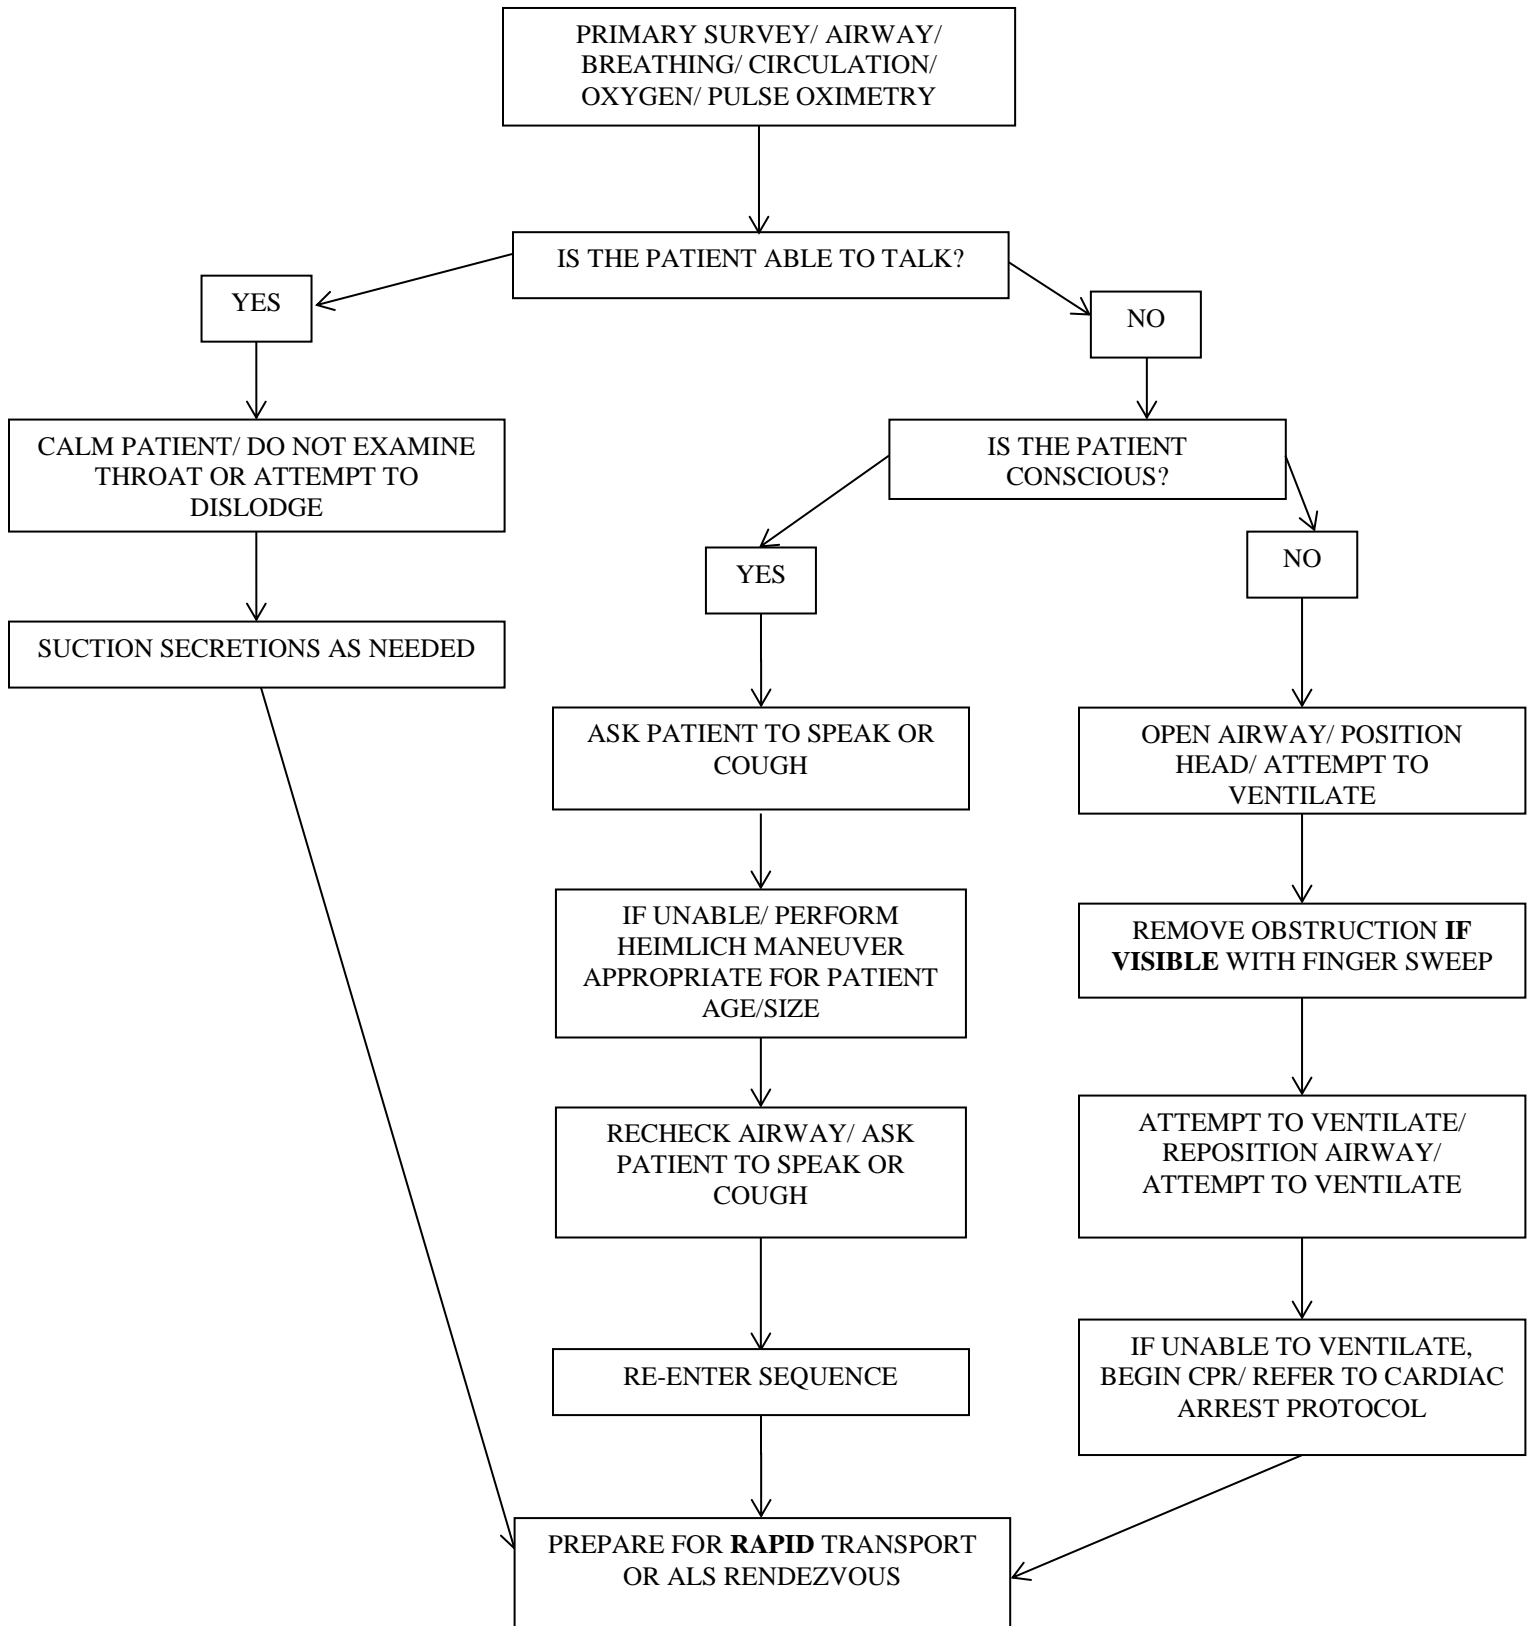 PRIMARY SURVEY/ AIRWAY/
BREATHING/ CIRCULATION/
OXYGEN/ PULSE OXIMETRY
IS THE PATIENT ABLE TO TALK?
YES
NO
CALM PATIENT/ DO NOT EXAMINE
THROAT OR ATTEMPT TO
DISLODGE
SUCTION SECRETIONS AS NEEDED
IS THE PATIENT
CONSCIOUS?
YES
NO
ASK PATIENT TO SPEAK OR
COUGH
IF UNABLE/ PERFORM
HEIMLICH MANEUVER
APPROPRIATE FOR PATIENT
AGE/SIZE
RECHECK AIRWAY/ ASK
PATIENT TO SPEAK OR
COUGH
RE-ENTER SEQUENCE
OPEN AIRWAY/ POSITION
HEAD/ ATTEMPT TO
VENTILATE
REMOVE OBSTRUCTION IF
VISIBLE WITH FINGER SWEEP
ATTEMPT TO VENTILATE/
REPOSITION AIRWAY/
ATTEMPT TO VENTILATE
IF UNABLE TO VENTILATE,
BEGIN CPR/ REFER TO CARDIAC
ARREST PROTOCOL
PREPARE FOR RAPID TRANSPORT
OR ALS RENDEZVOUS